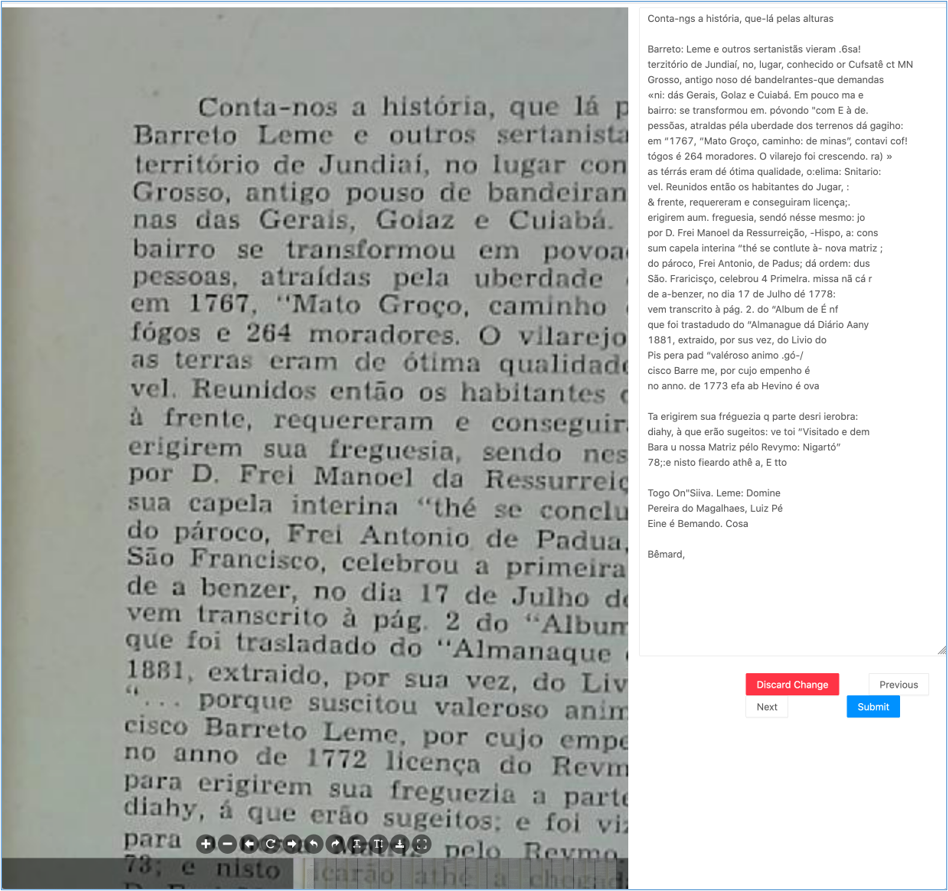 Conta-nos a história, que lá p
Barreto Leme e outros sertanista
território de Jundiaí, no lugar con
Grosso, antigo pouso de bandeiran
nas das Gerais, Goiaz e Cuiabá.
bairro se transformou em povoa
pessoas, atraídas pela uberdade
em 1767, "Mato Groço, caminho
fógos e 264 moradores. O vilarejo
as terras eram de ótima qualidade
vel. Reunidos então os habitantes
à frente, requereram e conseguir
erigirem sua freguesia, sendo nes
por D. Frei Manoel da Ressurreiç
sua capela interina "thé se conclu
do pároco, Frei Antonio de Padua,
São Francisco, celebrou a primeira
de a benzer, no dia 17 de Julho de
vem transcrito à pág. 2 do "Album
que foi trasladado do "Almanaque
1881, extraido, por sua vez, do Liv
"... porque suscitou valeroso anim
cisco Barreto Leme, por cujo empe
no anno de 1772 licença do Revm
para erigirem sua freguezia a parte
diahy, á que erão sugeitos; e foi vi
para a nossa Matriz pelo Revmo.
73; e nisto ficarão athé a chegad
Conta-ngs a história, que-lá pelas alturas
Barreto: Leme e outros sertanistãs vieram .6sa!
terzitório de Jundiaí, no, lugar, conhecido or Cufsatê ct MN
Grosso, antigo noso dé bandelrantes-que demandas
«ni: dás Gerais, Golaz e Cuiabá. Em pouco ma e
bairro: se transformou em. póvondo "com E à de.
pessõas, atraldas péla uberdade dos terrenos dá gagiho:
em "1767, "Mato Groço, caminho: de minas", contavi cof!
tógos é 264 moradores. O vilarejo foi crescendo. ra) »
as térrás eram dé ótima qualidade, o:elima: Snitario:
vel. Reunidos então os habitantes do Jugar, :
& frente, requereram e conseguiram licença;.
erigirem aum. freguesia, sendó nésse mesmo: jo
por D. Frei Manoel da Ressurreição, -Hispo, a: cons
sum capela interina "thé se contlute à- nova matriz ;
do pároco, Frei Antonio, de Padus; dá ordem: dus
São. Fraricisço, celebrou 4 Primelra. missa nã cá r
de a-benzer, no dia 17 de Julho dé 1778:
vem transcrito à pág. 2. do "Album de É nf
que foi trastadudo do "Almanague dá Diário Aany
1881, extraido, por sus vez, do Livio do
Pis pera pad "valéroso animo .gó-/
cisco Barre me, por cujo empenho é
no anno. de 1773 efa ab Hevino é ova
Ta erigirem sua fréguezia q parte desri ierobra:
diahy, à que erão sugeitos: ve toi "Visitado e dem
Bara u nossa Matriz pélo Revymo: Nigartó"
78;:e nisto fieardo athê a, E tto
Togo On"Siiva. Leme: Domine
Pereira do Magalhaes, Luiz Pé
Eine é Bemando. Cosa
Bêmard,
Discard Change
Previous
Next
Submit